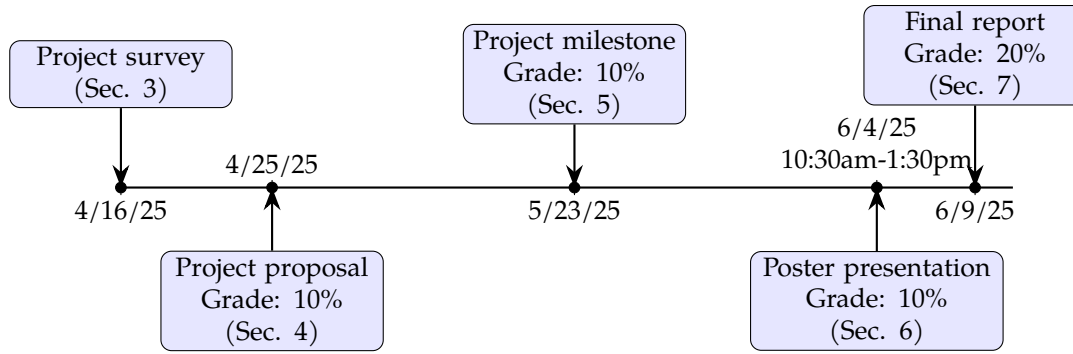 Project survey
(Sec. 3)
Project milestone
Grade: 10%
(Sec. 5)
Final report
Grade: 20%
(Sec. 7)
6/4/25
10:30am-1:30pm
4/25/25
4/16/25
5/23/25
6/9/25
Project proposal
Grade: 10%
(Sec. 4)
Poster presentation
Grade: 10%
(Sec. 6)